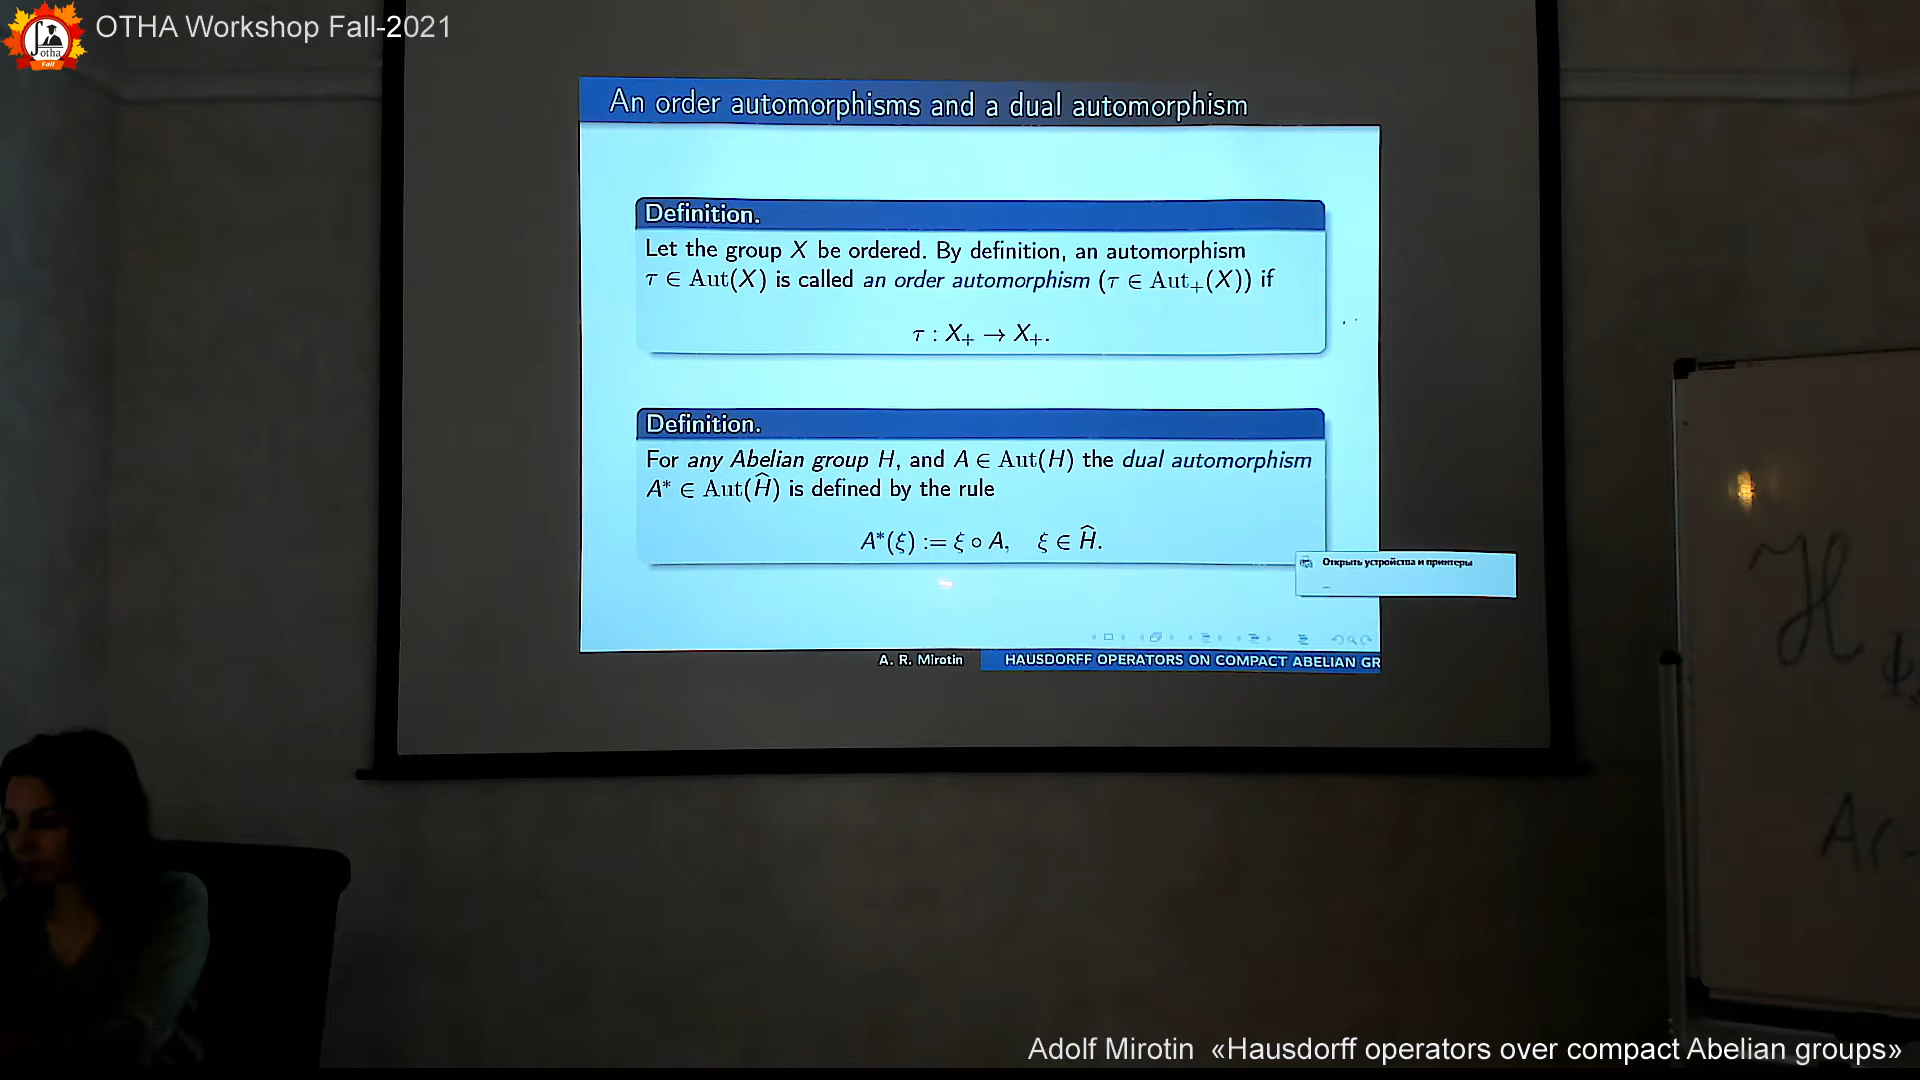 OTHA Workshop Fall-2021
otha
Fall
An order automorphisms and a dual automorphism
Definition.
Let the group X be ordered. By definition, an automorphism
τ ∈ Aut(X) is called an order automorphism (τ ∈ Aut₊(X)) if
τ : X₊ → X₊.
Definition.
For any Abelian group H, and A ∈ Aut(H) the dual automorphism
A* ∈ Aut(Ĥ) is defined by the rule
A*(ξ) := ξ ∘ A, ξ ∈ Ĥ.
Открыть устройства и принтеры
A. R. Mirotin
HAUSDORFF OPERATORS ON COMPACT ABELIAN GR
H
Adolf Mirotin «Hausdorff operators over compact Abelian groups»